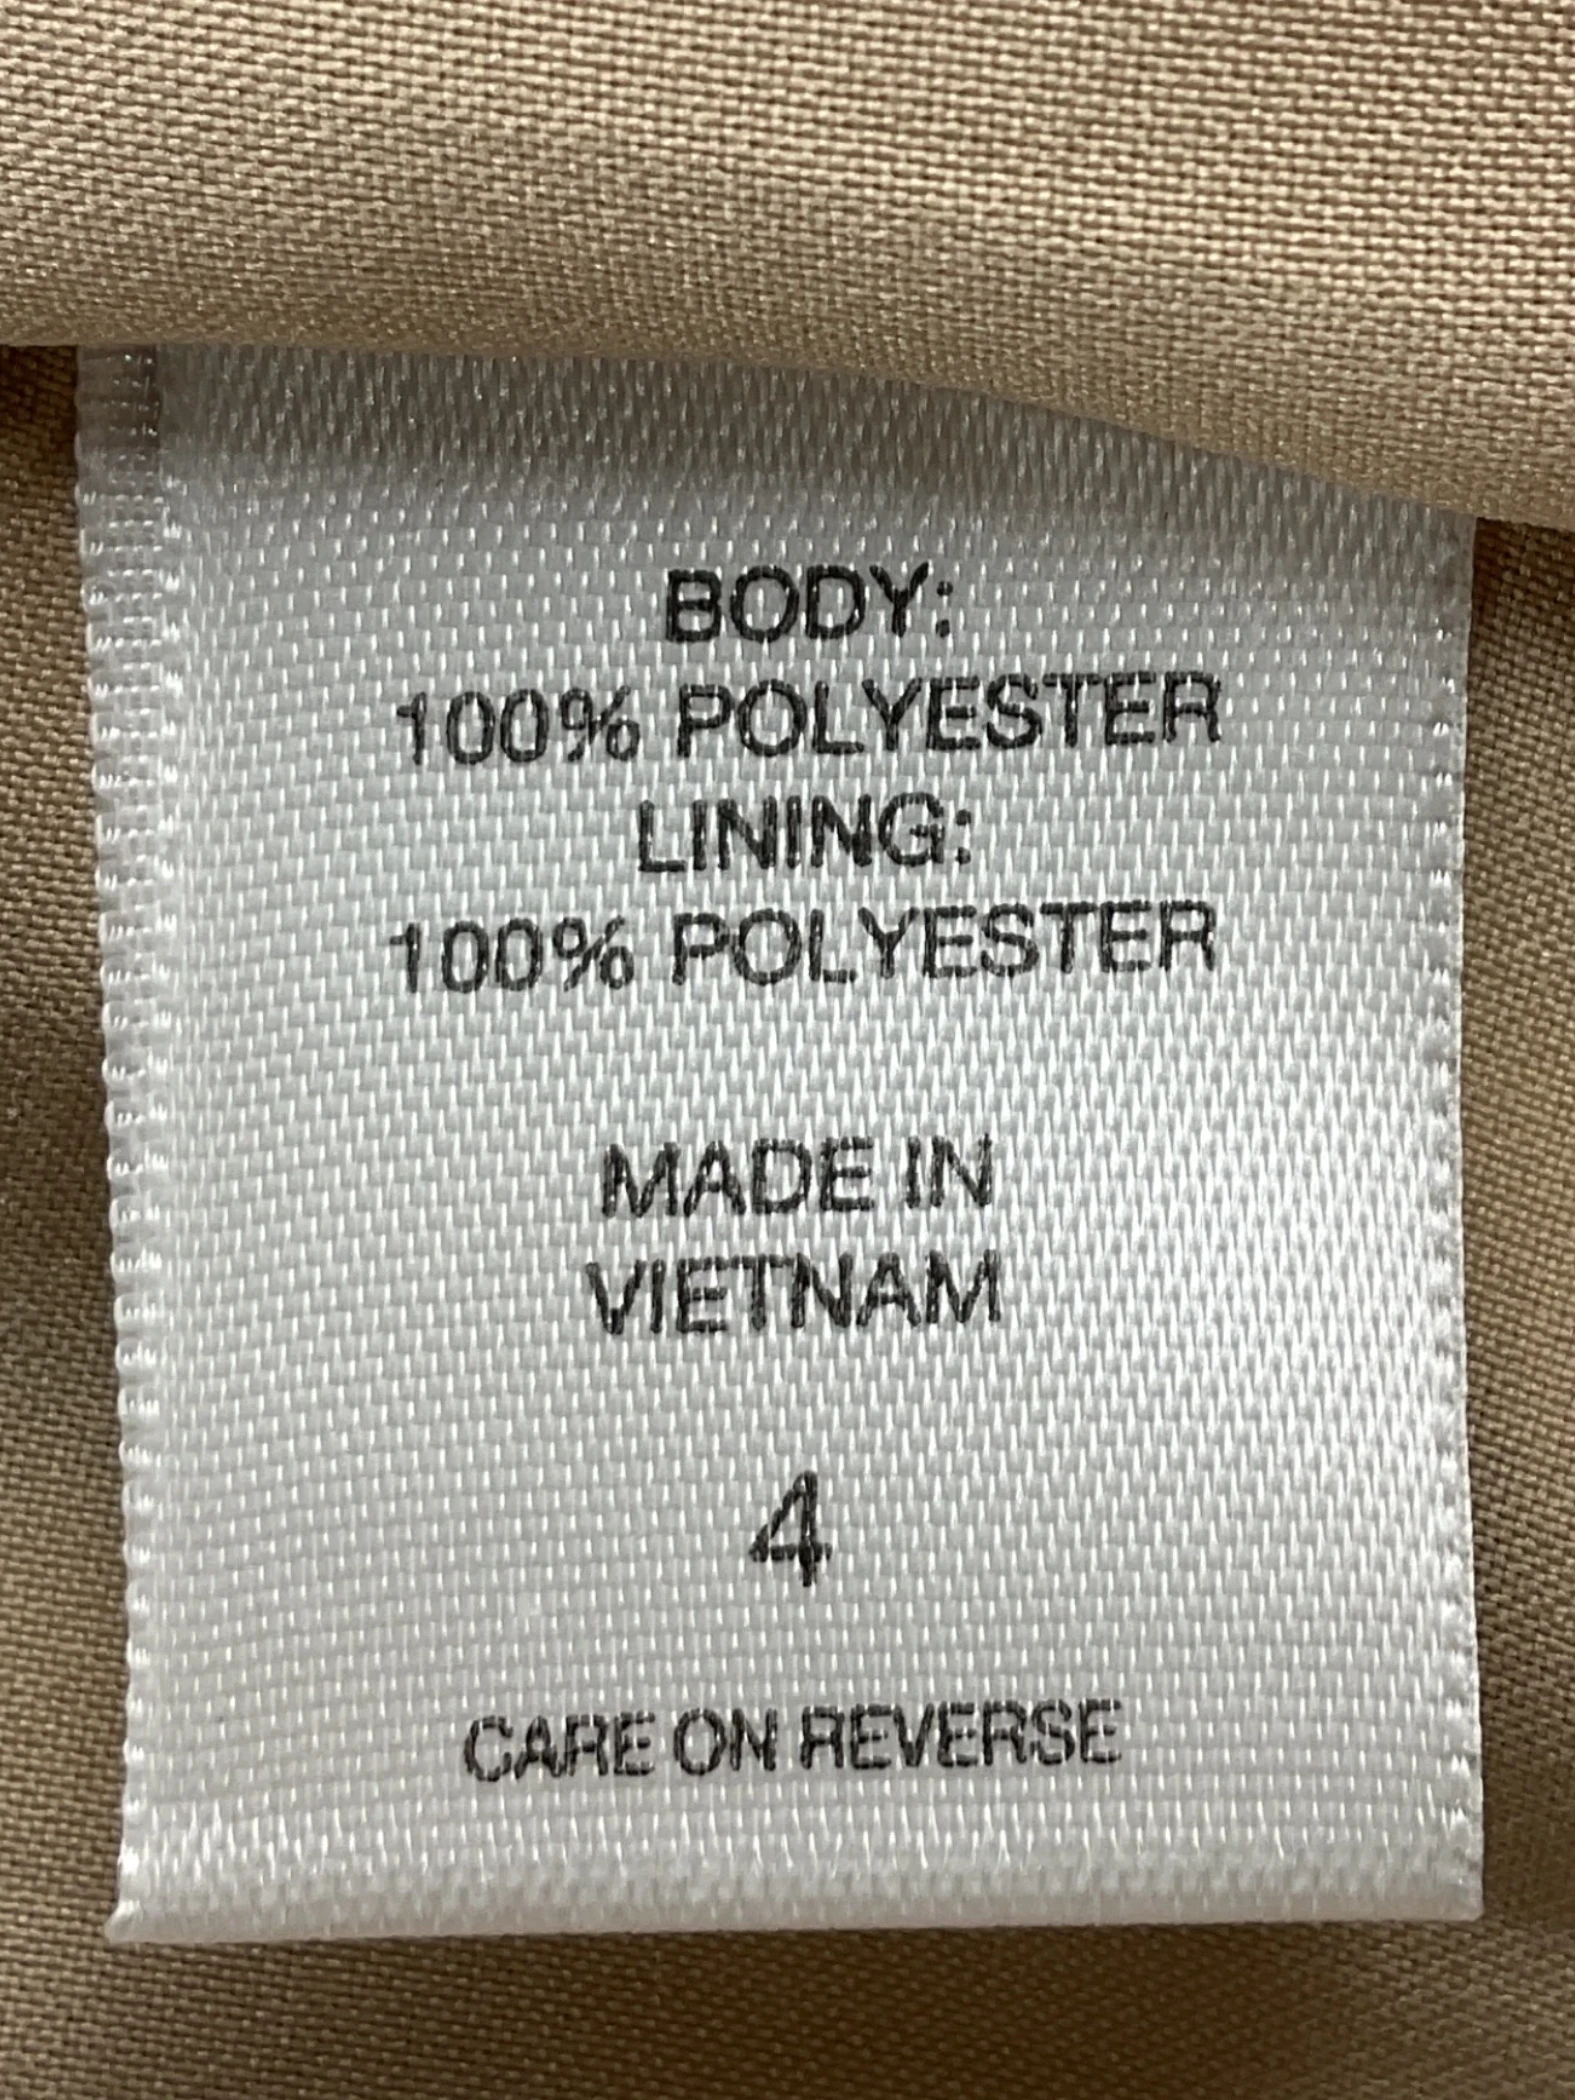 BODY:
100% POLYESTER
LINING:
100% POLYESTER
MADE IN
VIETNAM
4
CARE ON REVERSE